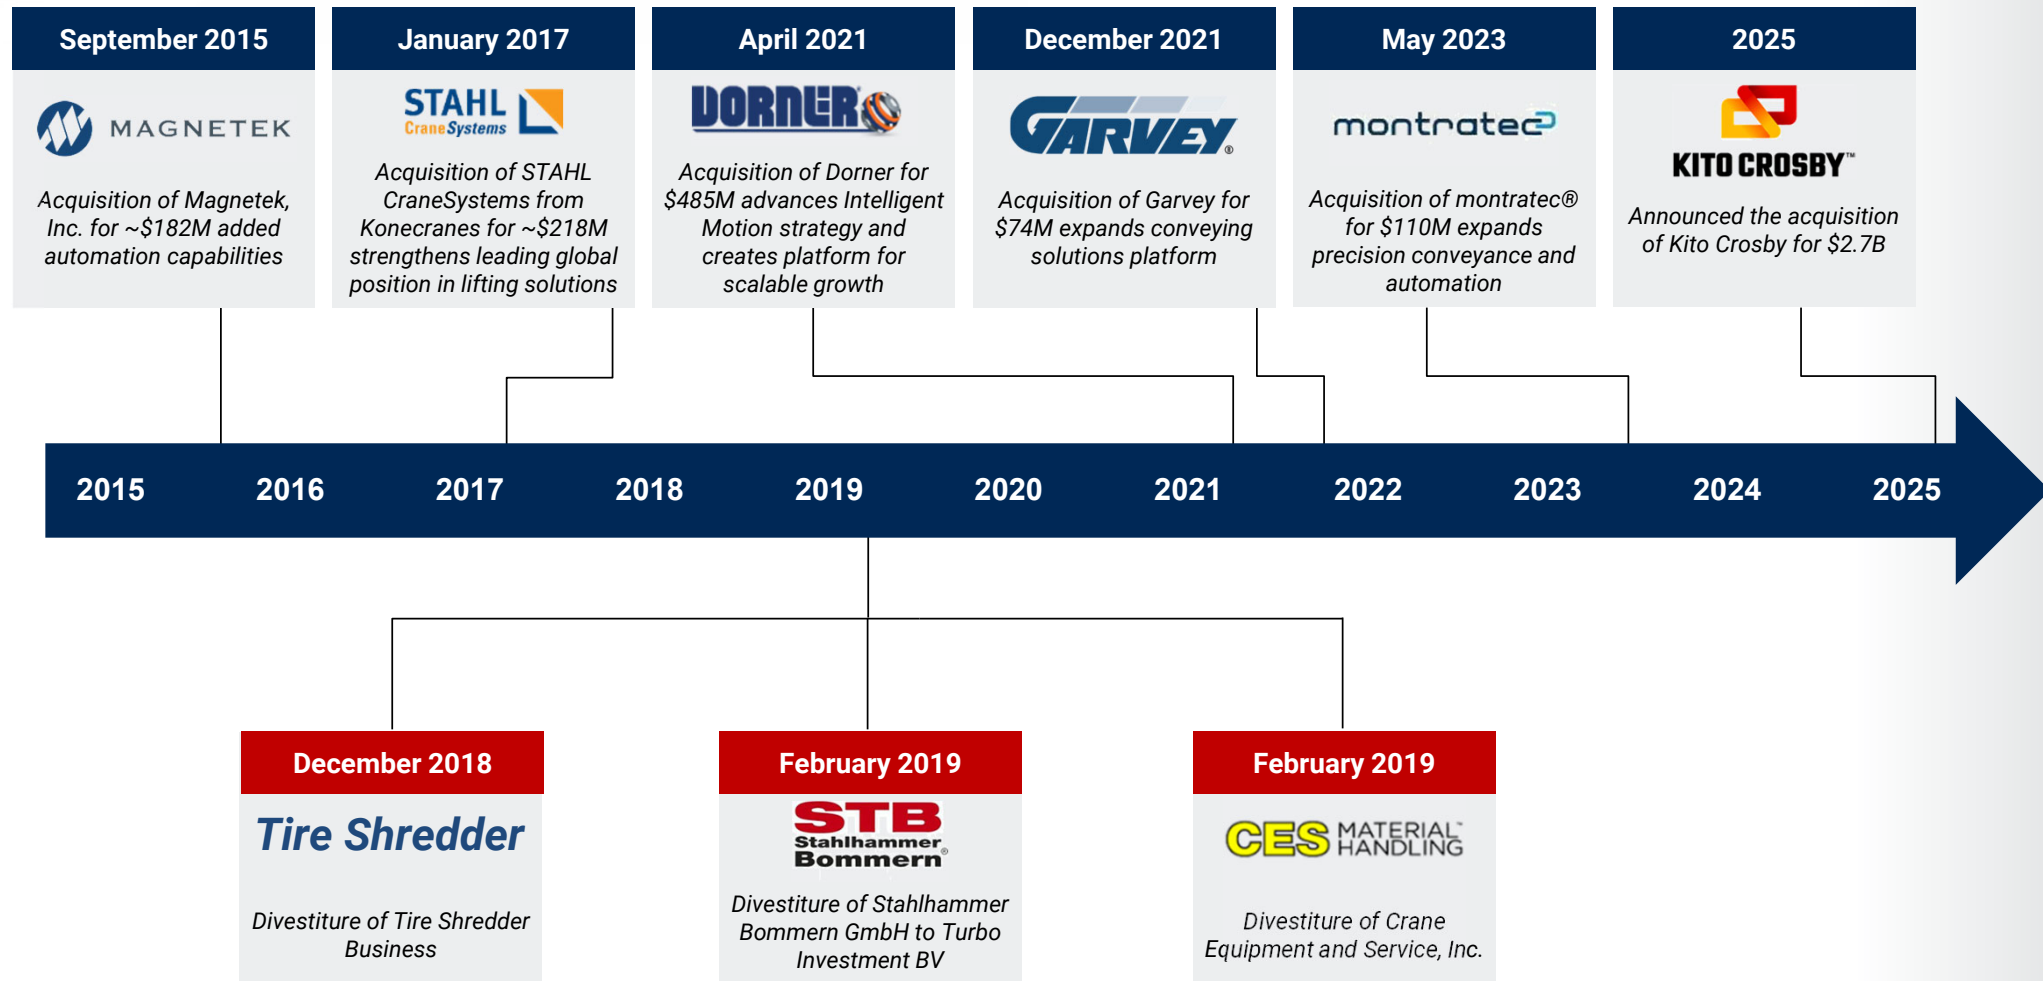 September 2015
MAGNETEK
Acquisition of Magnetek,
Inc. for ~$182M added
automation capabilities
January 2017
STAHL
CraneSystems
Acquisition of STAHL
CraneSystems from
Konecranes for ~$218M
strengthens leading global
position in lifting solutions
April 2021
DORNER®
Acquisition of Dorner for
$485M advances Intelligent
Motion strategy and
creates platform for
scalable growth
December 2021
GARVEY®
Acquisition of Garvey for
$74M expands conveying
solutions platform
May 2023
montratec
Acquisition of montratec®
for $110M expands
precision conveyance and
automation
2025
KITO CROSBY™
Announced the acquisition
of Kito Crosby for $2.7B
2015 2016 2017 2018 2019 2020 2021 2022 2023 2024 2025
December 2018
Tire Shredder
Divestiture of Tire Shredder
Business
February 2019
STB
Stahlhammer
Bommern®
Divestiture of Stahlhammer
Bommern GmbH to Turbo
Investment BV
February 2019
CES MATERIAL™
HANDLING
Divestiture of Crane
Equipment and Service, Inc.